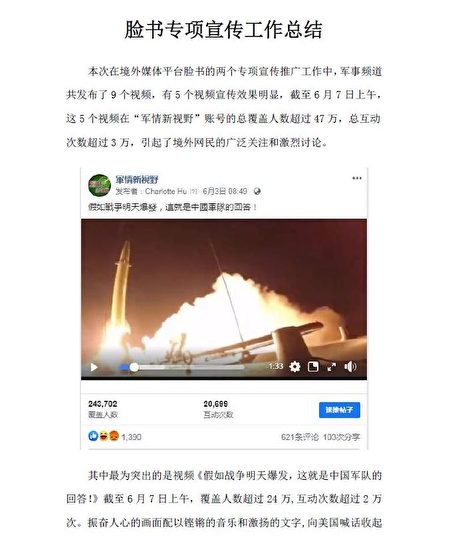 脸书专项宣传工作总结
本次在境外媒体平台脸书的两个专项宣传推广工作中，军事频道
共发布了 9 个视频，有 5 个视频宣传效果明显，截至 6 月 7 日上午，
这 5 个视频在“军情新视野”账号的总覆盖人数超过 47 万，总互动
次数超过 3 万，引起了境外网民的广泛关注和激烈讨论。
軍情新視野
发布者：Charlotte Hu [?] · 6月3日 08:49 ·
假如戰爭明天爆發，這就是中國軍隊的回答！
1:33
243,702
覆盖人数
20,699
互动次数
速推帖子
1,390
621条评论 103次分享
其中最为突出的是视频《假如战争明天爆发，这就是中国军队的
回答！》截至 6 月 7 日上午，覆盖人数超过 24 万,互动次数超过 2 万
次。振奋人心的画面配以铿锵的音乐和激扬的文字,向美国喊话收起